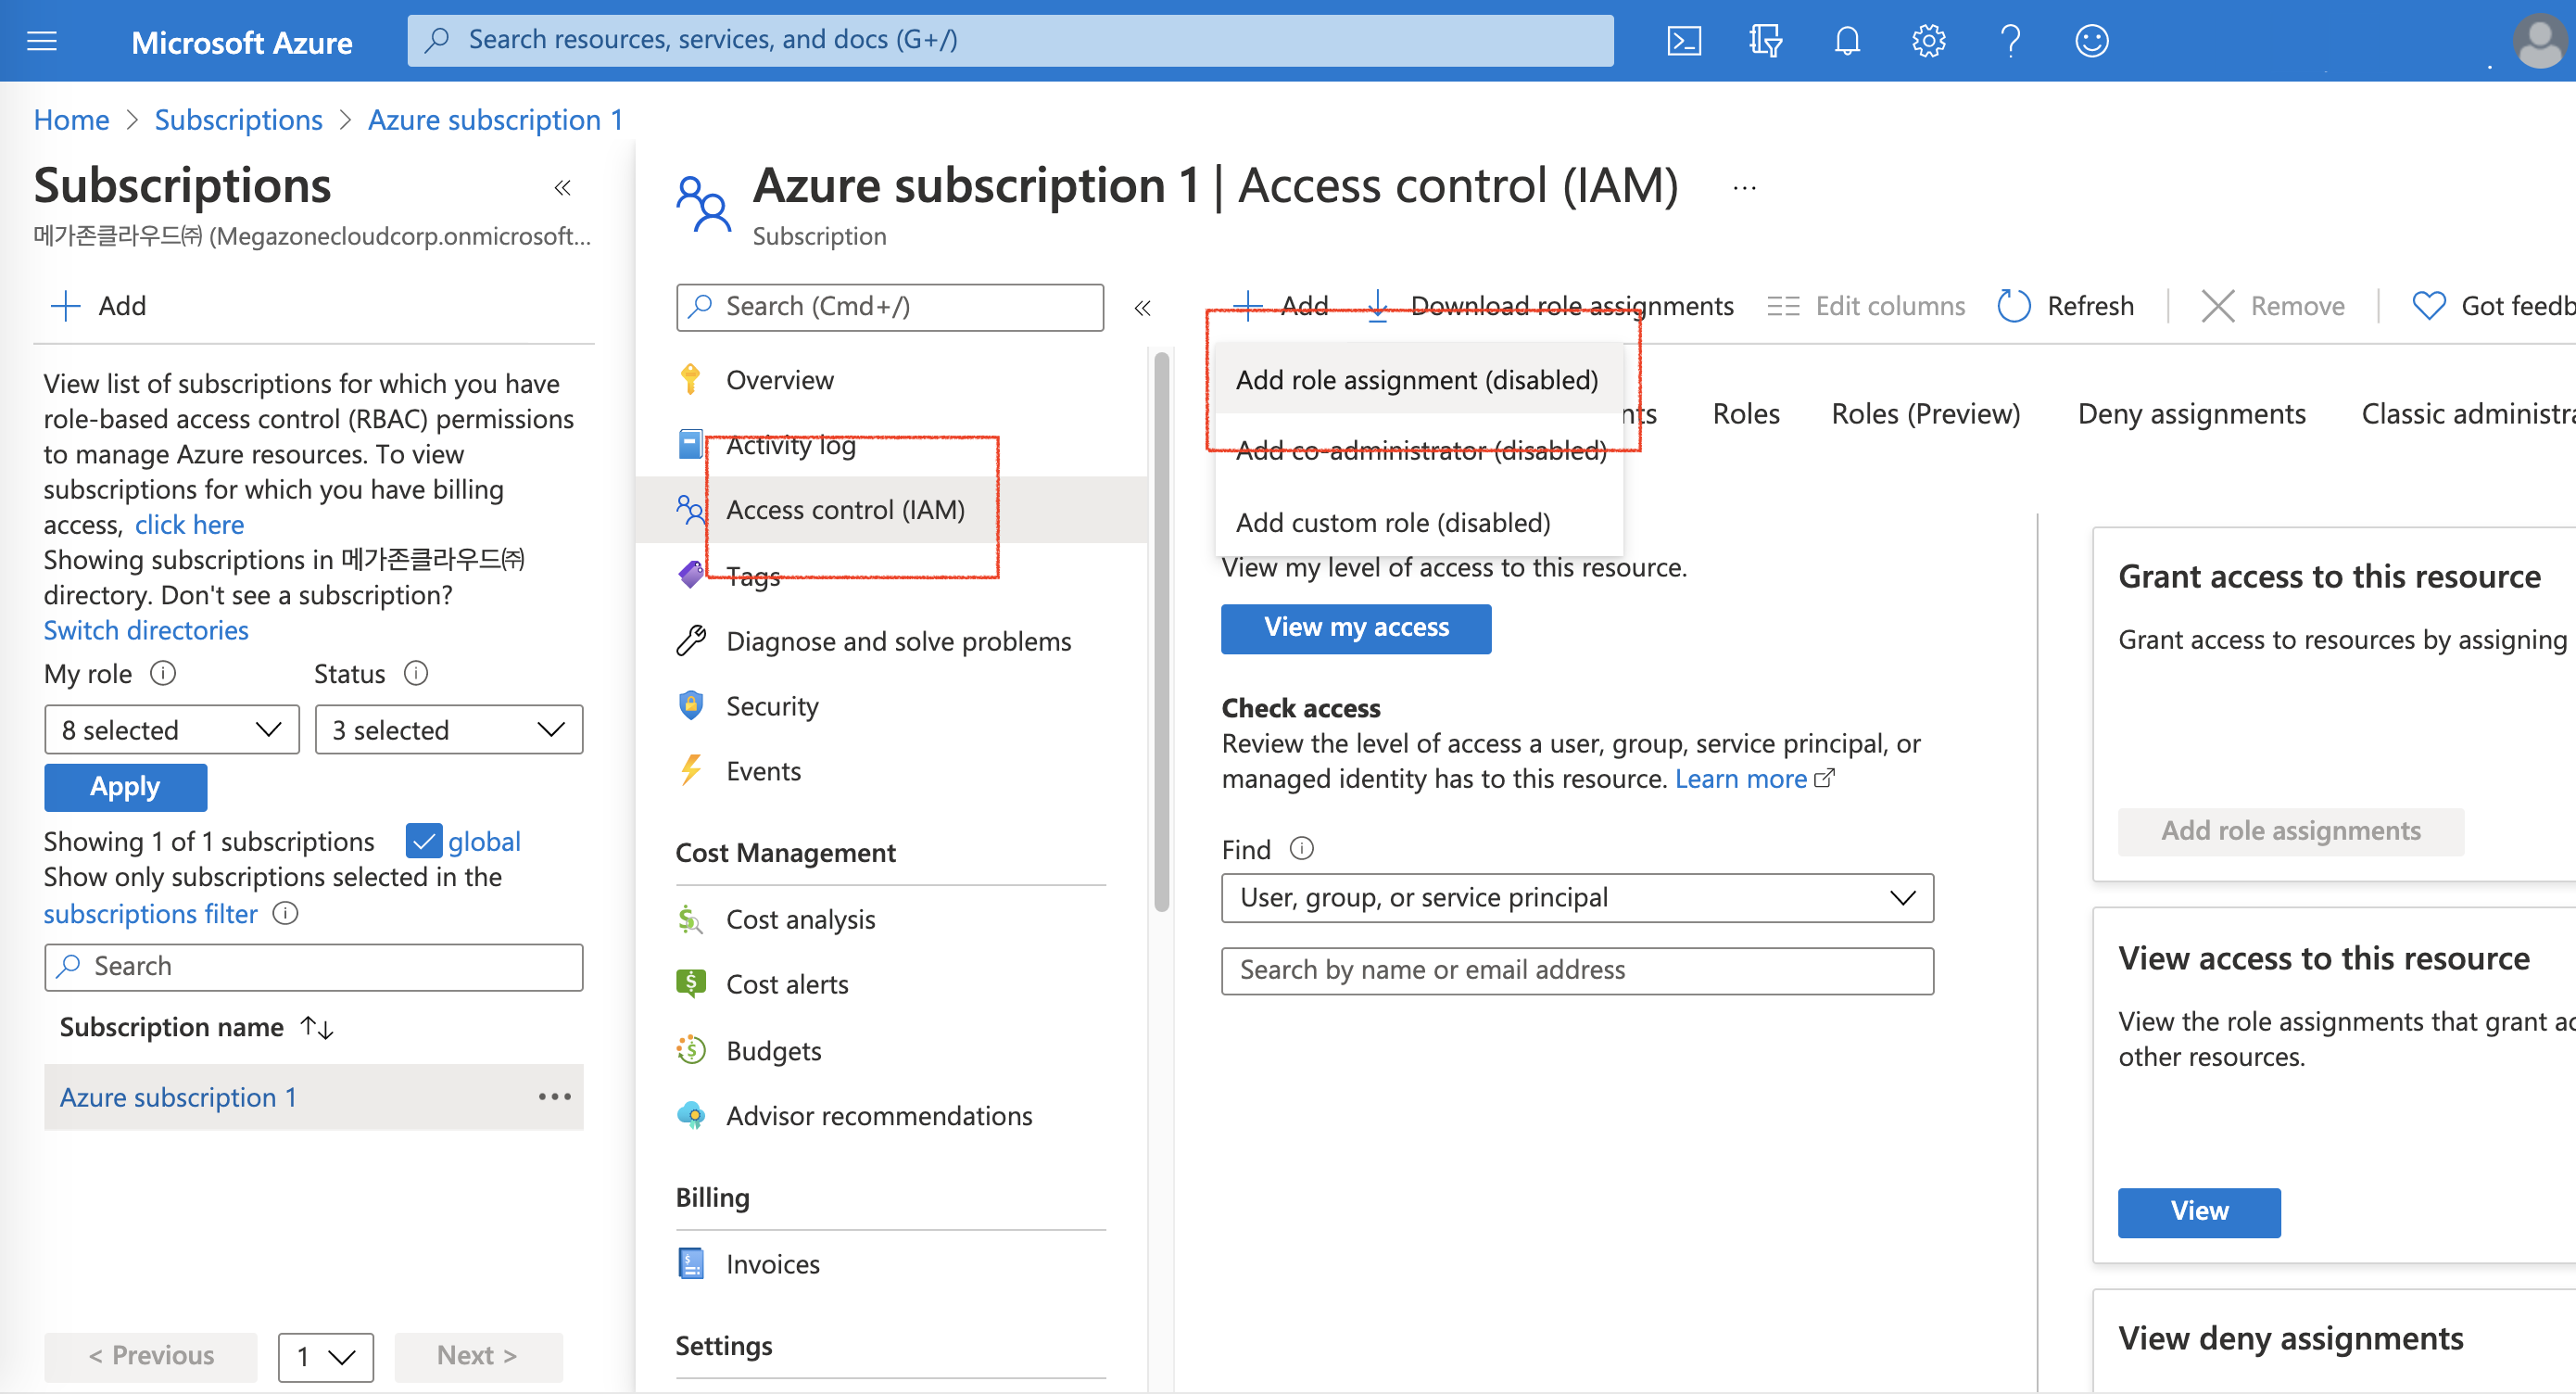 Microsoft Azure
Search resources, services, and docs (G+/)
Home > Subscriptions > Azure subscription 1
Subscriptions
메가존클라우드㈜ (Megazonecloudcorp.onmicrosoft...
Add
View list of subscriptions for which you have
role-based access control (RBAC) permissions
to manage Azure resources. To view
subscriptions for which you have billing
access, click here
Showing subscriptions in 메가존클라우드㈜
directory. Don't see a subscription?
Switch directories
My role
Status
8 selected
3 selected
Apply
Showing 1 of 1 subscriptions
global
Show only subscriptions selected in the
subscriptions filter
Search
Subscription name
Azure subscription 1
< Previous
1
Next >
Azure subscription 1 | Access control (IAM)
Subscription
Search (Cmd+/)
Overview
Activity log
Access control (IAM)
Tags
Diagnose and solve problems
Security
Events
Cost Management
Cost analysis
Cost alerts
Budgets
Advisor recommendations
Billing
Invoices
Settings
Add
Download role assignments
Edit columns
Refresh
Remove
Got feedb
Add role assignment (disabled)
Add co-administrator (disabled)
Add custom role (disabled)
nts
Roles
Roles (Preview)
Deny assignments
Classic administra
View my level of access to this resource.
View my access
Check access
Review the level of access a user, group, service principal, or
managed identity has to this resource. Learn more
Find
User, group, or service principal
Search by name or email address
Grant access to this resource
Grant access to resources by assigning
Add role assignments
View access to this resource
View the role assignments that grant ac
other resources.
View
View deny assignments